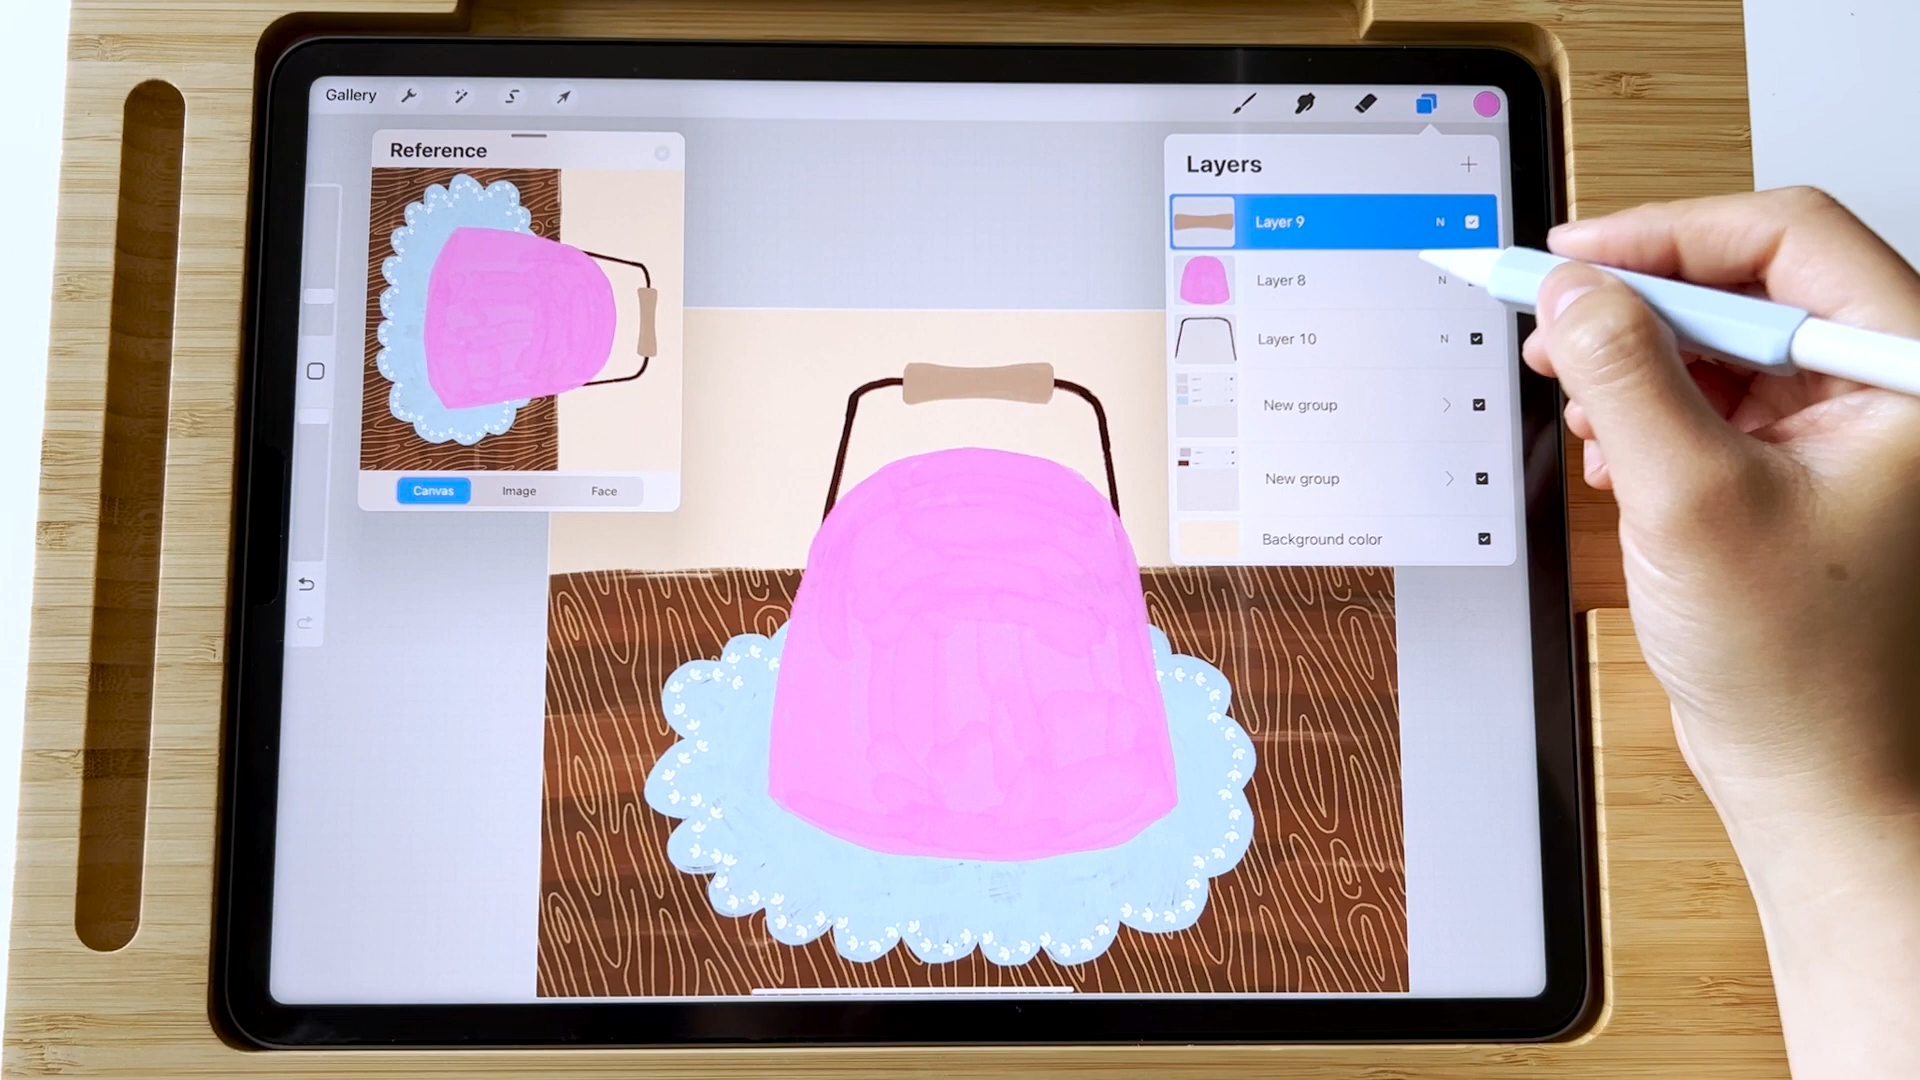 Gallery
Reference
Canvas Image Face
Layers
Layer 9 N
Layer 8 N
Layer 10 N
New group
New group
Background color